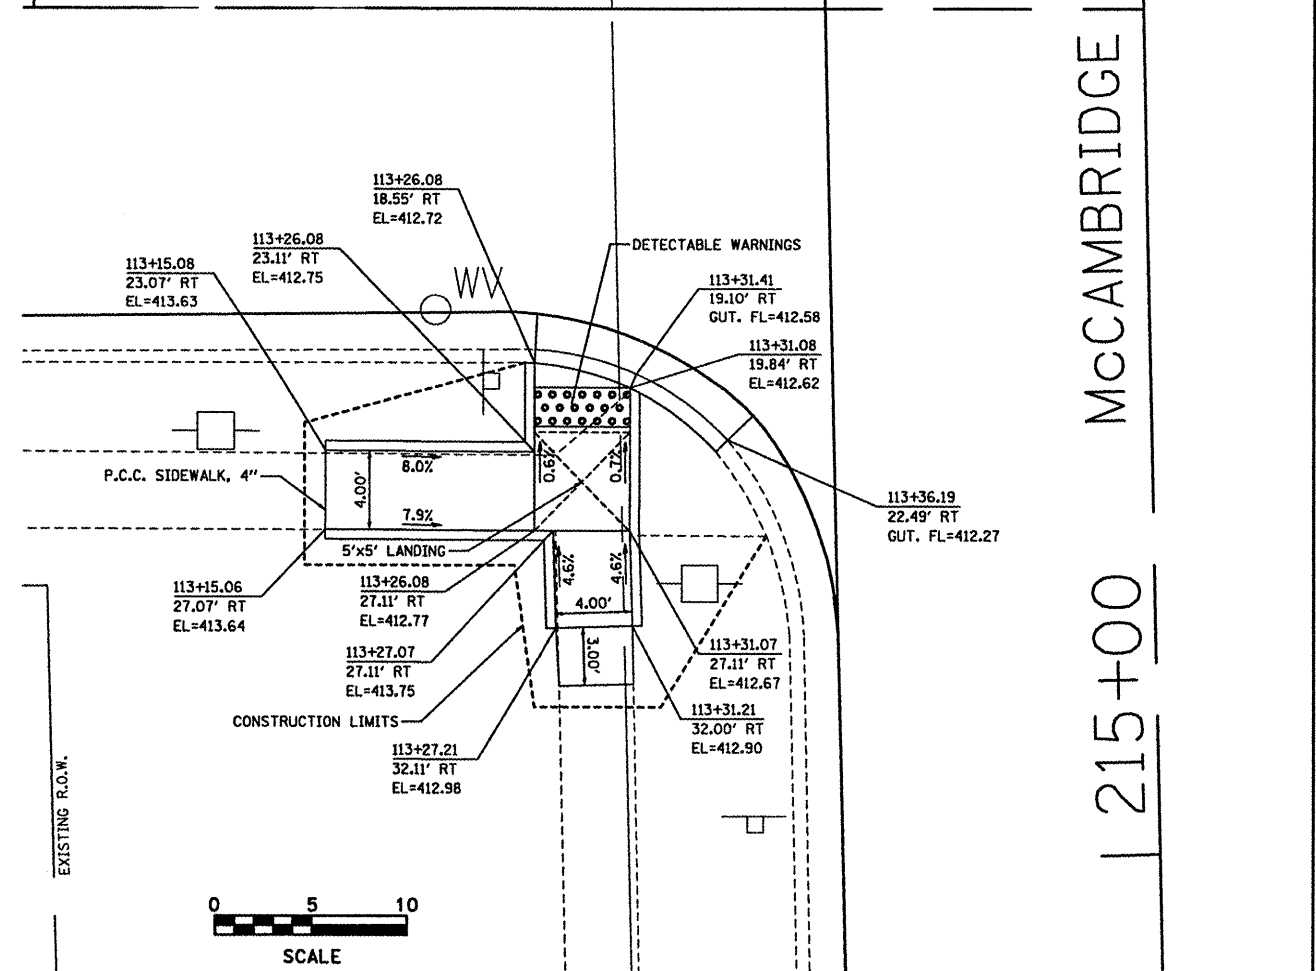 McCAMBRIDGE
113+26.08
18.55' RT
EL=412.72
113+26.08
23.11' RT
EL=412.75
113+15.08
23.07' RT
EL=413.63
WV
DETECTABLE WARNINGS
113+31.41
19.10' RT
GUT. FL=412.58
113+31.08
19.84' RT
EL=412.62
P.C.C. SIDEWALK, 4"
4.00'
8.0%
7.9%
0.6%
0.7%
5'x5' LANDING
113+36.19
22.49' RT
GUT. FL=412.27
113+15.06
27.07' RT
EL=413.64
113+26.08
27.11' RT
EL=412.77
4.6%
4.6%
4.00'
3.00'
113+27.07
27.11' RT
EL=413.75
113+31.07
27.11' RT
EL=412.67
CONSTRUCTION LIMITS
113+31.21
32.00' RT
EL=412.90
113+27.21
32.11' RT
EL=412.98
215+00
EXISTING R.O.W.
0 5 10
SCALE